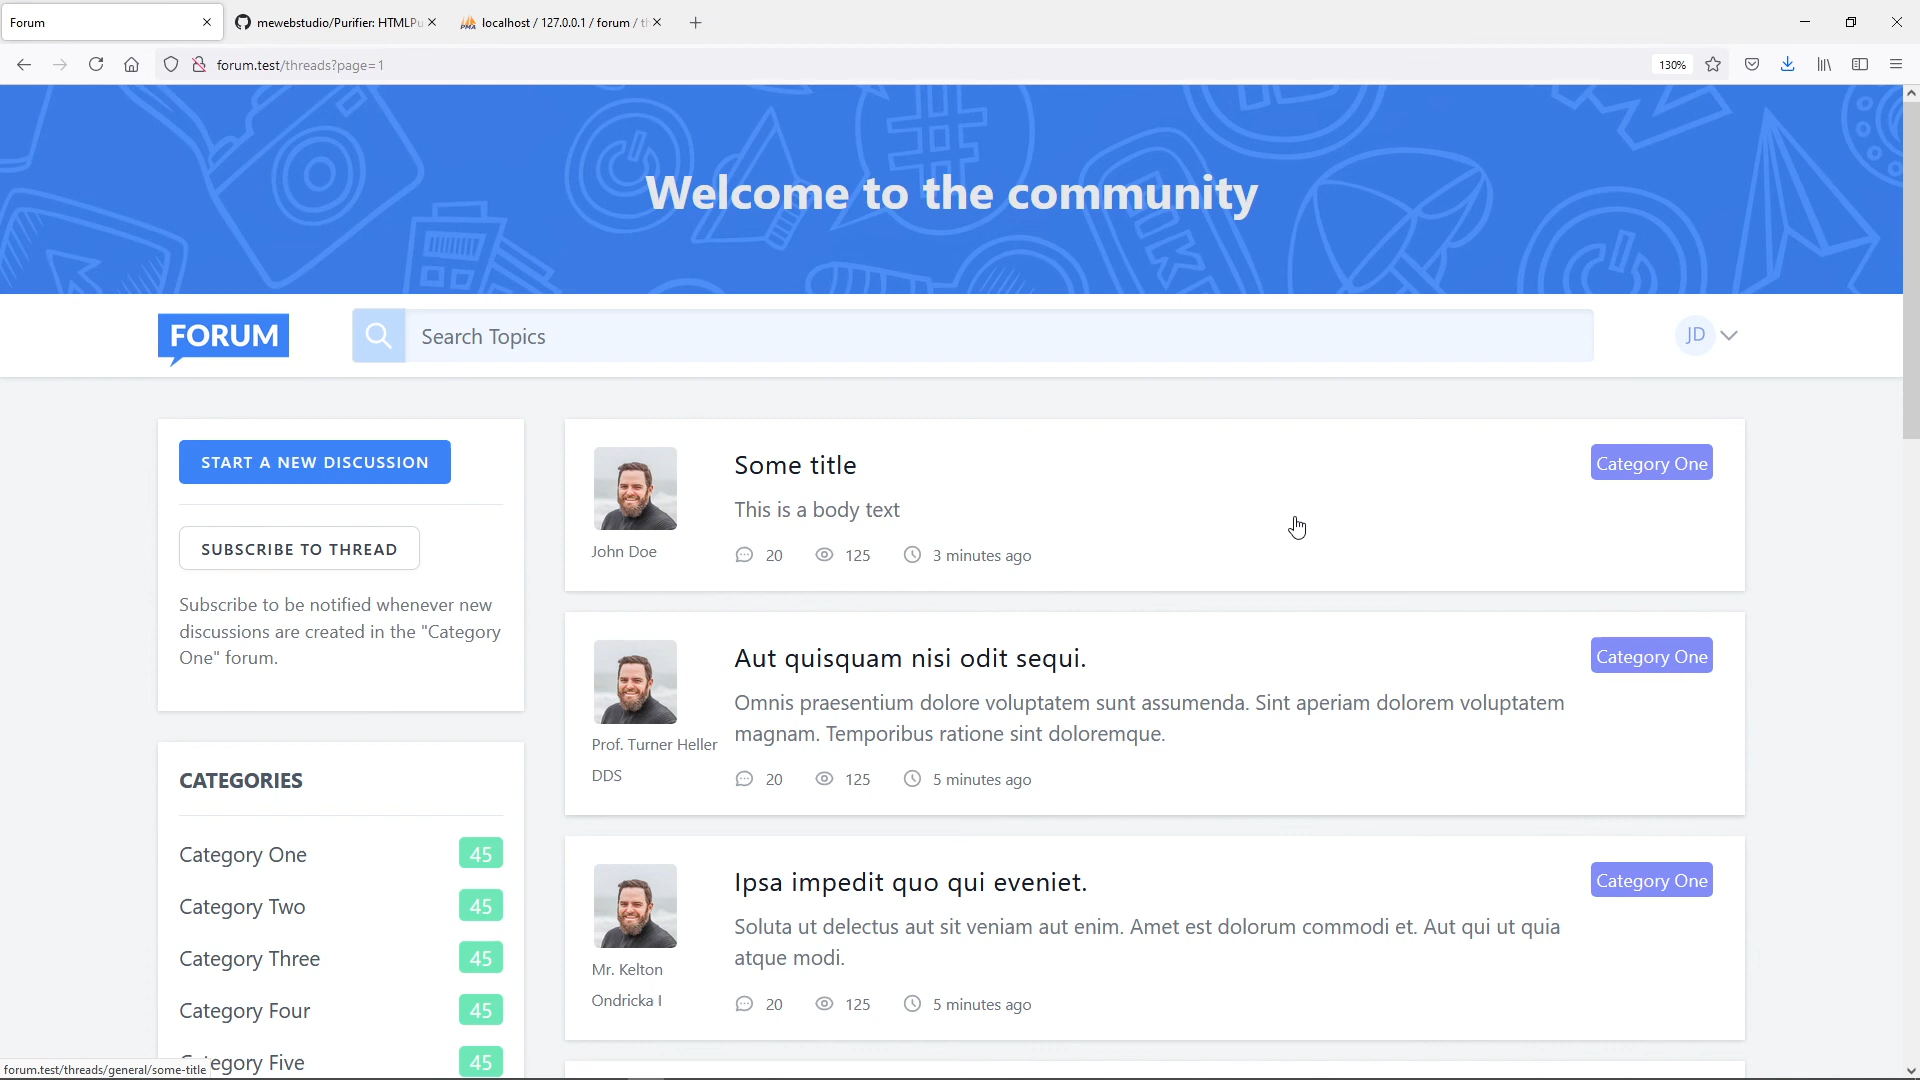 Forum
mewebstudio/Purifier: HTMLPu
localhost / 127.0.0.1 / forum / th
forum.test/threads?page=1
130%
Welcome to the community
FORUM
Search Topics
JD
START A NEW DISCUSSION
SUBSCRIBE TO THREAD
Subscribe to be notified whenever new
discussions are created in the "Category
One" forum.
CATEGORIES
Category One 45
Category Two 45
Category Three 45
Category Four 45
tegory Five 45
Some title
Category One
This is a body text
John Doe
20 125 3 minutes ago
Aut quisquam nisi odit sequi.
Category One
Omnis praesentium dolore voluptatem sunt assumenda. Sint aperiam dolorem voluptatem
magnam. Temporibus ratione sint doloremque.
Prof. Turner Heller
DDS
20 125 5 minutes ago
Ipsa impedit quo qui eveniet.
Category One
Soluta ut delectus aut sit veniam aut enim. Amet est dolorum commodi et. Aut qui ut quia
atque modi.
Mr. Kelton
Ondricka I
20 125 5 minutes ago
forum.test/threads/general/some-title